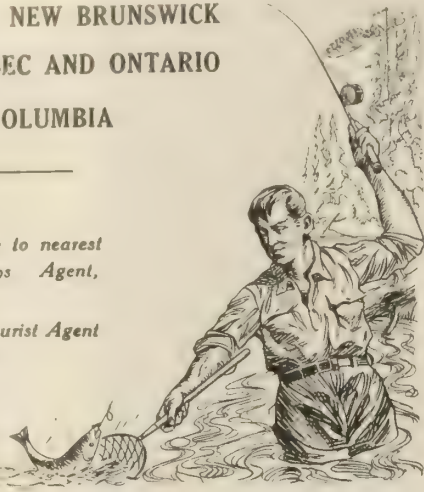 NEW BRUNSWICK
EC AND ONTARIO
OLUMBIA
to nearest
Agent,
urist Agent